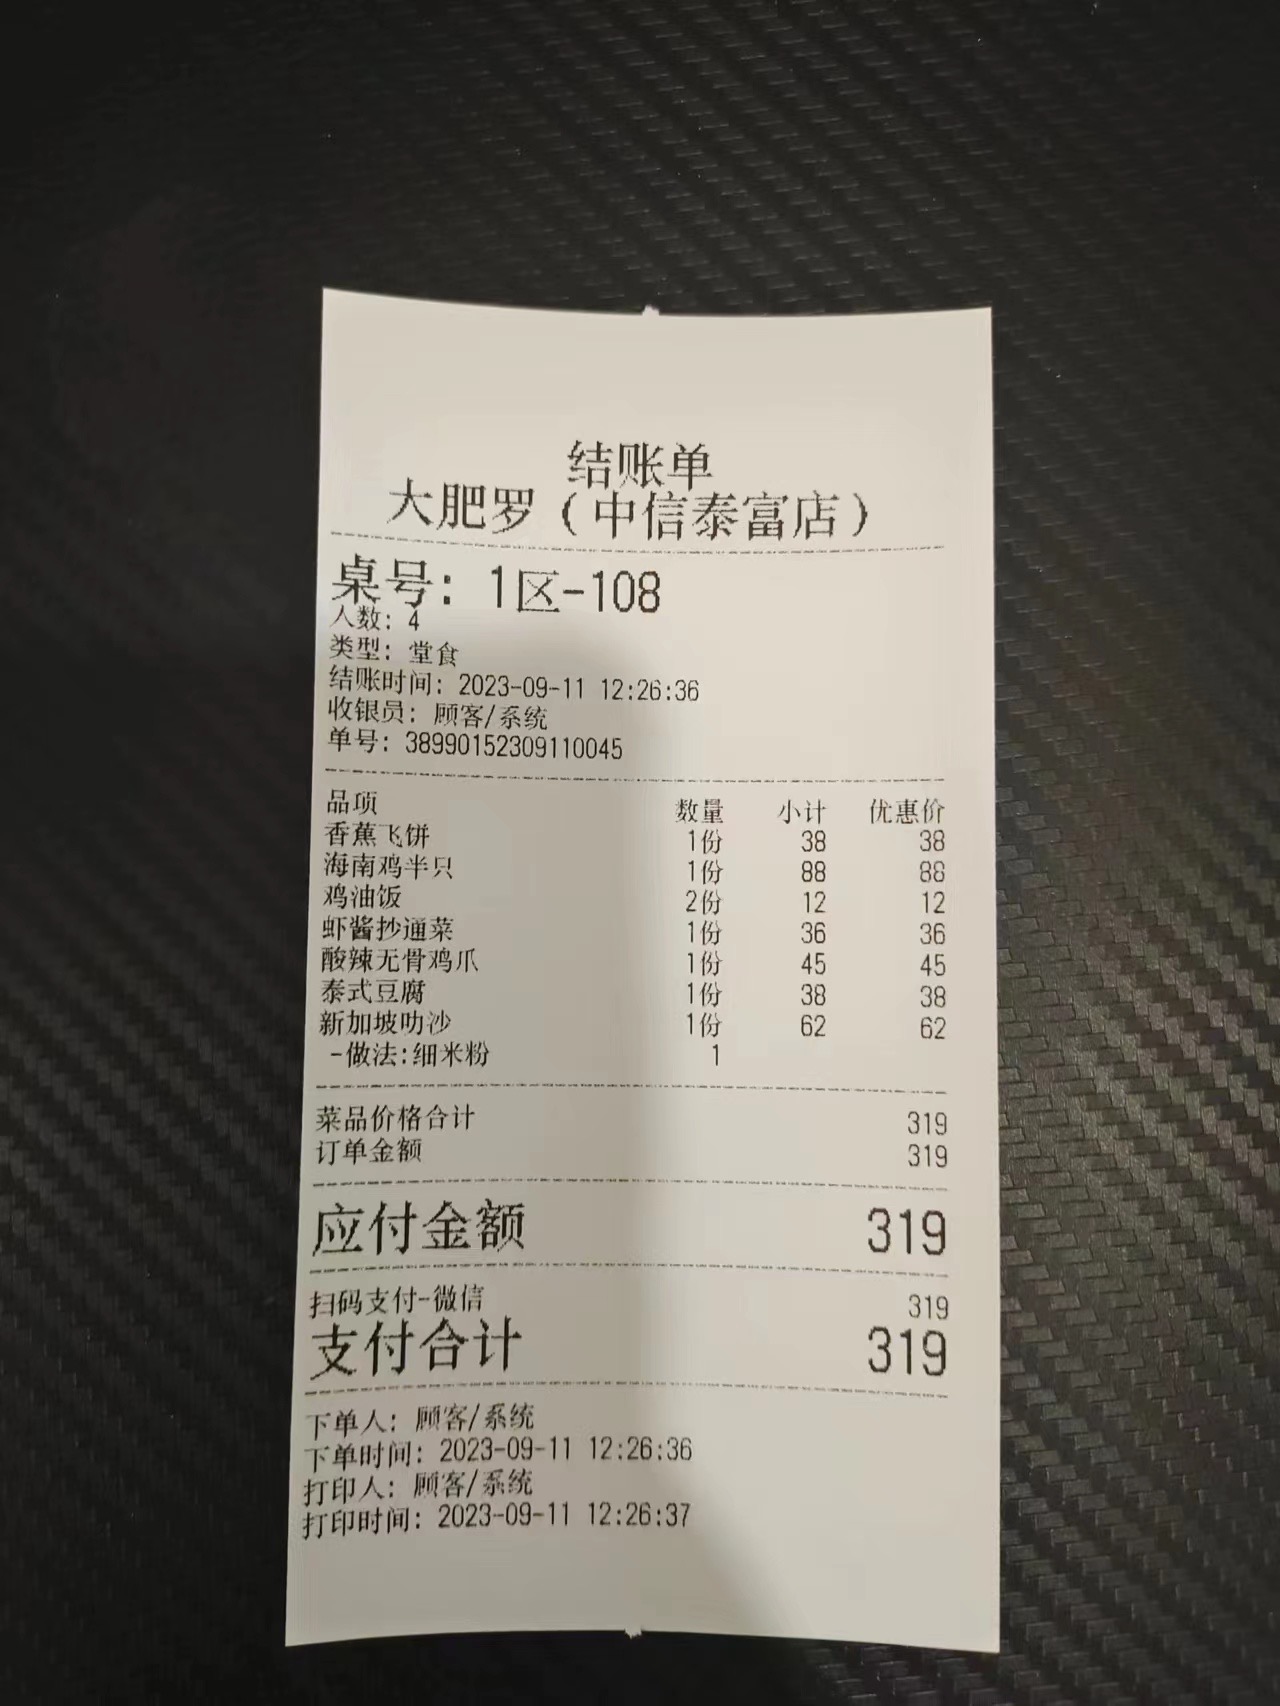 结账单
大肥罗（中信泰富店）
桌号：1区-108
人数：4
类型：堂食
结账时间：2023-09-11 12:26:36
收银员：顾客/系统
单号：38990152309110045
品项 数量 小计 优惠价
香蕉飞饼 1份 38 38
海南鸡半只 1份 88 88
鸡油饭 2份 12 12
虾酱抄通菜 1份 36 36
酸辣无骨鸡爪 1份 45 45
泰式豆腐 1份 38 38
新加坡叻沙 1份 62 62
-做法:细米粉 1
菜品价格合计 319
订单金额 319
应付金额 319
扫码支付-微信 319
支付合计 319
下单人：顾客/系统
下单时间：2023-09-11 12:26:36
打印人：顾客/系统
打印时间：2023-09-11 12:26:37